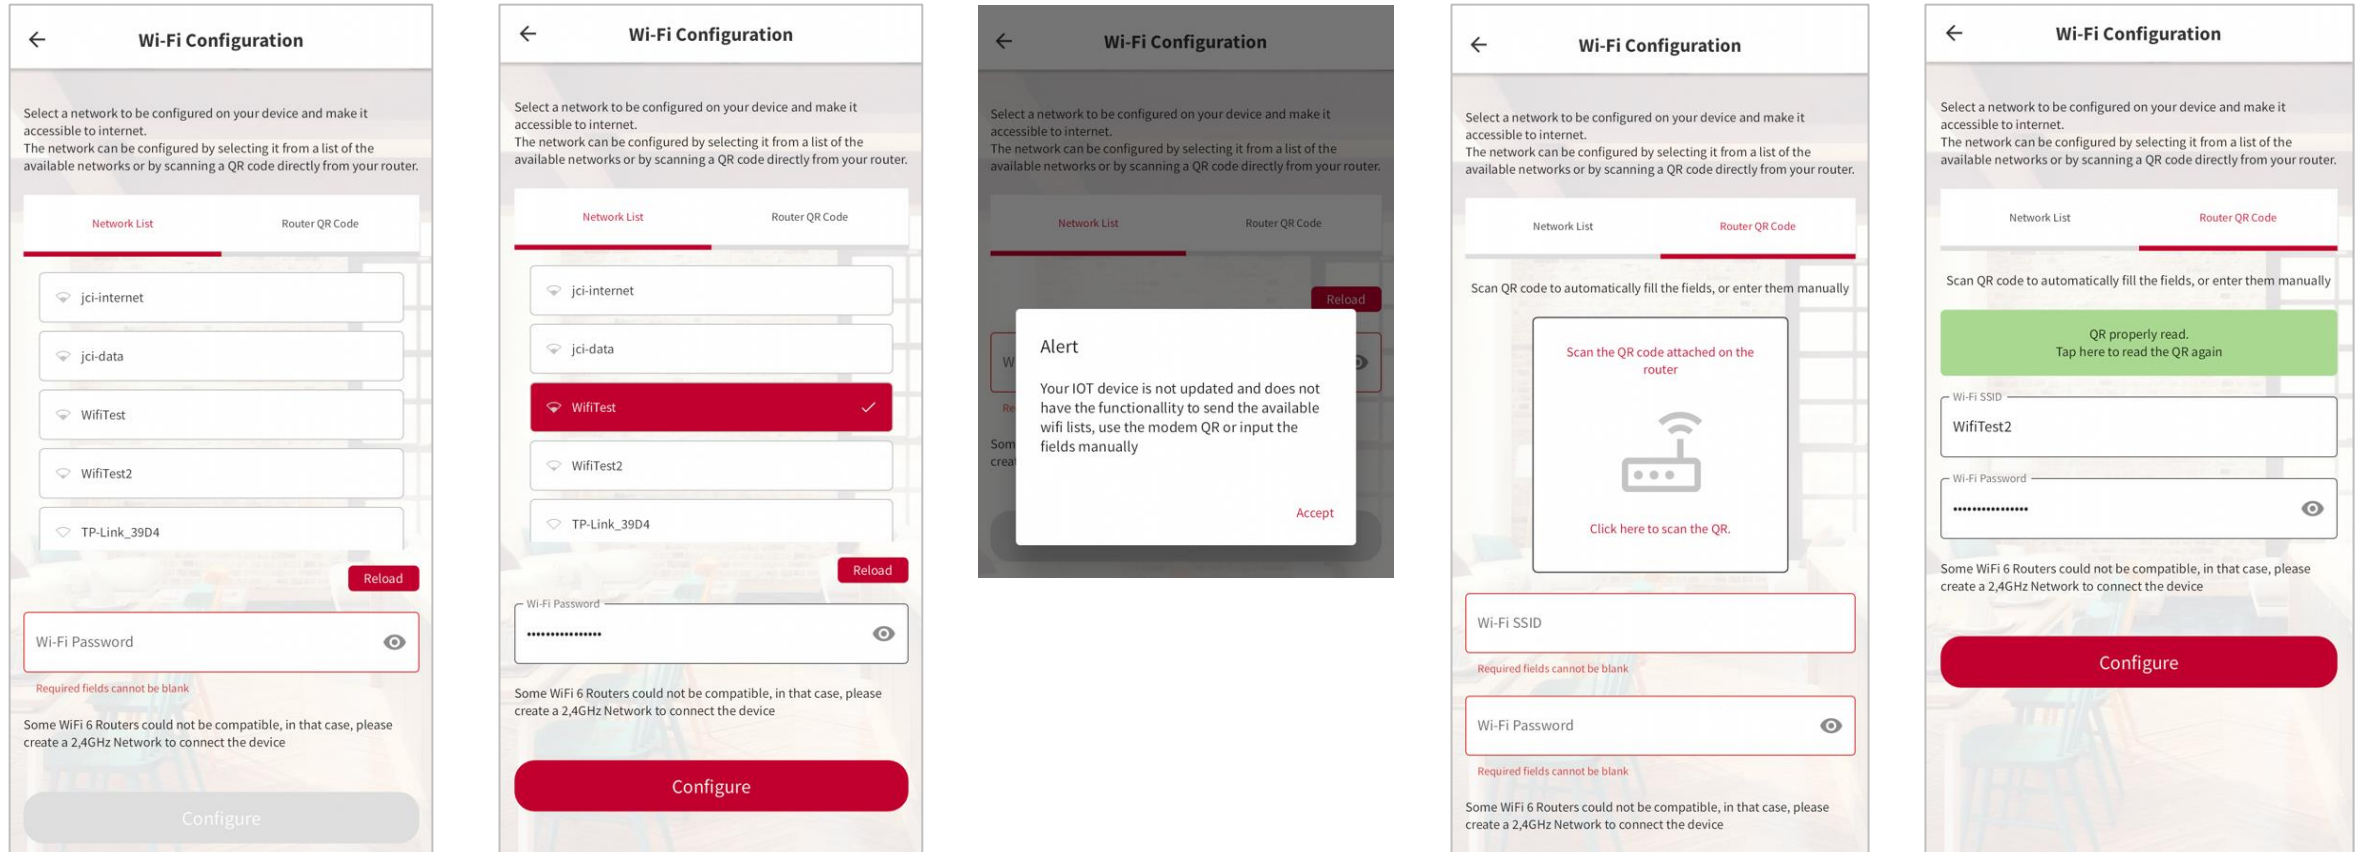 Wi-Fi Configuration
Select a network to be configured on your device and make it
accessible to internet.
The network can be configured by selecting it from a list of the
available networks or by scanning a QR code directly from your router.
Network List
Router QR Code
jci-internet
jci-data
WifiTest
WifiTest2
TP-Link_39D4
Reload
Wi-Fi Password
Required fields cannot be blank
Some WiFi 6 Routers could not be compatible, in that case, please
create a 2,4GHz Network to connect the device
Configure
Wi-Fi Configuration
Select a network to be configured on your device and make it
accessible to internet.
The network can be configured by selecting it from a list of the
available networks or by scanning a QR code directly from your router.
Network List
Router QR Code
jci-internet
jci-data
WifiTest
WifiTest2
TP-Link_39D4
Reload
Wi-Fi Password
••••••••••••••••
Some WiFi 6 Routers could not be compatible, in that case, please
create a 2,4GHz Network to connect the device
Configure
Wi-Fi Configuration
Select a network to be configured on your device and make it
accessible to internet.
The network can be configured by selecting it from a list of the
available networks or by scanning a QR code directly from your router.
Network List
Router QR Code
Reload
Alert
Your IOT device is not updated and does not
have the functionallity to send the available
wifi lists, use the modem QR or input the
fields manually
Accept
Wi-Fi Configuration
Select a network to be configured on your device and make it
accessible to internet.
The network can be configured by selecting it from a list of the
available networks or by scanning a QR code directly from your router.
Network List
Router QR Code
Scan QR code to automatically fill the fields, or enter them manually
Scan the QR code attached on the
router
Click here to scan the QR.
Wi-Fi SSID
Required fields cannot be blank
Wi-Fi Password
Required fields cannot be blank
Some WiFi 6 Routers could not be compatible, in that case, please
create a 2,4GHz Network to connect the device
Wi-Fi Configuration
Select a network to be configured on your device and make it
accessible to internet.
The network can be configured by selecting it from a list of the
available networks or by scanning a QR code directly from your router.
Network List
Router QR Code
Scan QR code to automatically fill the fields, or enter them manually
QR properly read.
Tap here to read the QR again
Wi-Fi SSID
WifiTest2
Wi-Fi Password
••••••••••••••••
Some WiFi 6 Routers could not be compatible, in that case, please
create a 2,4GHz Network to connect the device
Configure